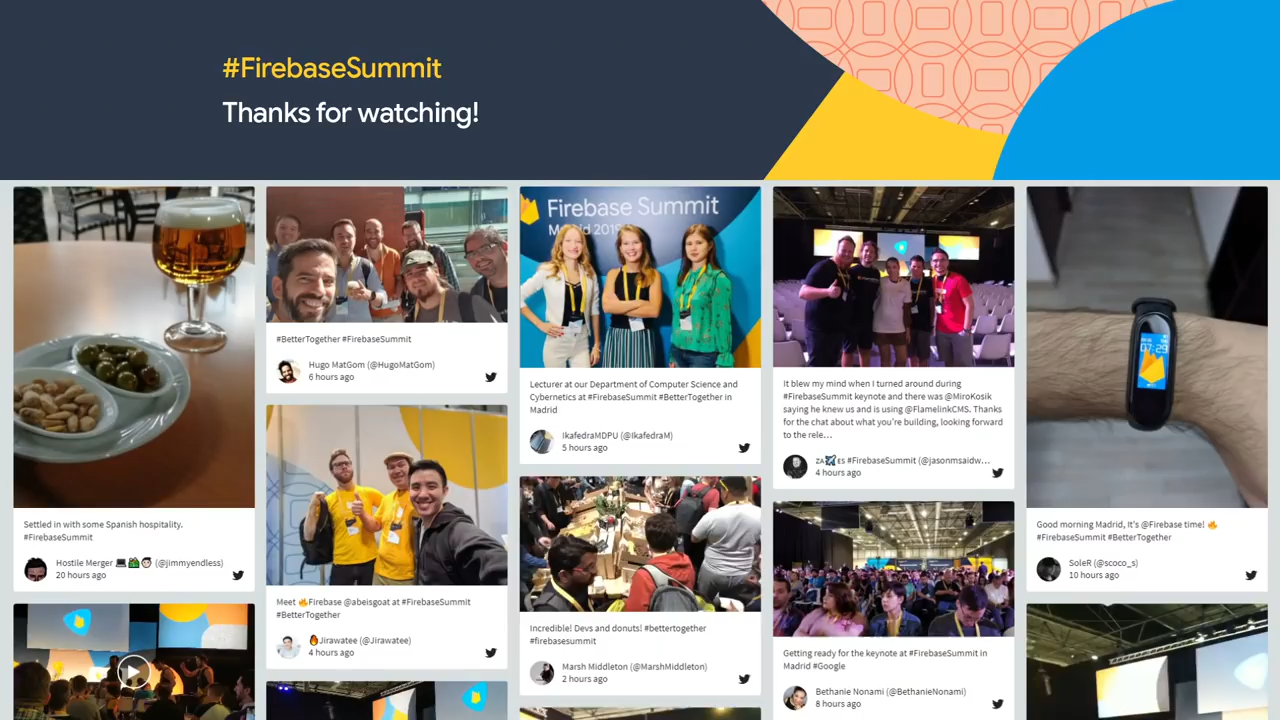 #FirebaseSummit
Thanks for watching!
Settled in with some Spanish hospitality.
#FirebaseSummit
Hostile Merger 💻🏘👨🏻 (@jimmyendless)
20 hours ago
#BetterTogether #FirebaseSummit
Hugo MatGom (@HugoMatGom)
6 hours ago
Meet 🔥Firebase @abeisgoat at #FirebaseSummit
#BetterTogether
🔥Jirawatee (@Jirawatee)
4 hours ago
Firebase Summit
Madrid 2019
Lecturer at our Department of Computer Science and
Cybernetics at #FirebaseSummit #BetterTogether in
Madrid
IkafedraMDPU (@IkafedraM)
5 hours ago
Incredible! Devs and donuts! #bettertogether
#firebasesummit
Marsh Middleton (@MarshMiddleton)
2 hours ago
It blew my mind when I turned around during
#FirebaseSummit keynote and there was @MiroKosik
saying he knew us and is using @FlamelinkCMS. Thanks
for the chat about what you're building, looking forward
to the rele…
ZA✈️ES #FirebaseSummit (@jasonmsaidw…
4 hours ago
Getting ready for the keynote at #FirebaseSummit in
Madrid #Google
Bethanie Nonami (@BethanieNonami)
8 hours ago
07:29
Good morning Madrid, It's @Firebase time! 🔥
#FirebaseSummit #BetterTogether
SoleR (@scoco_s)
10 hours ago